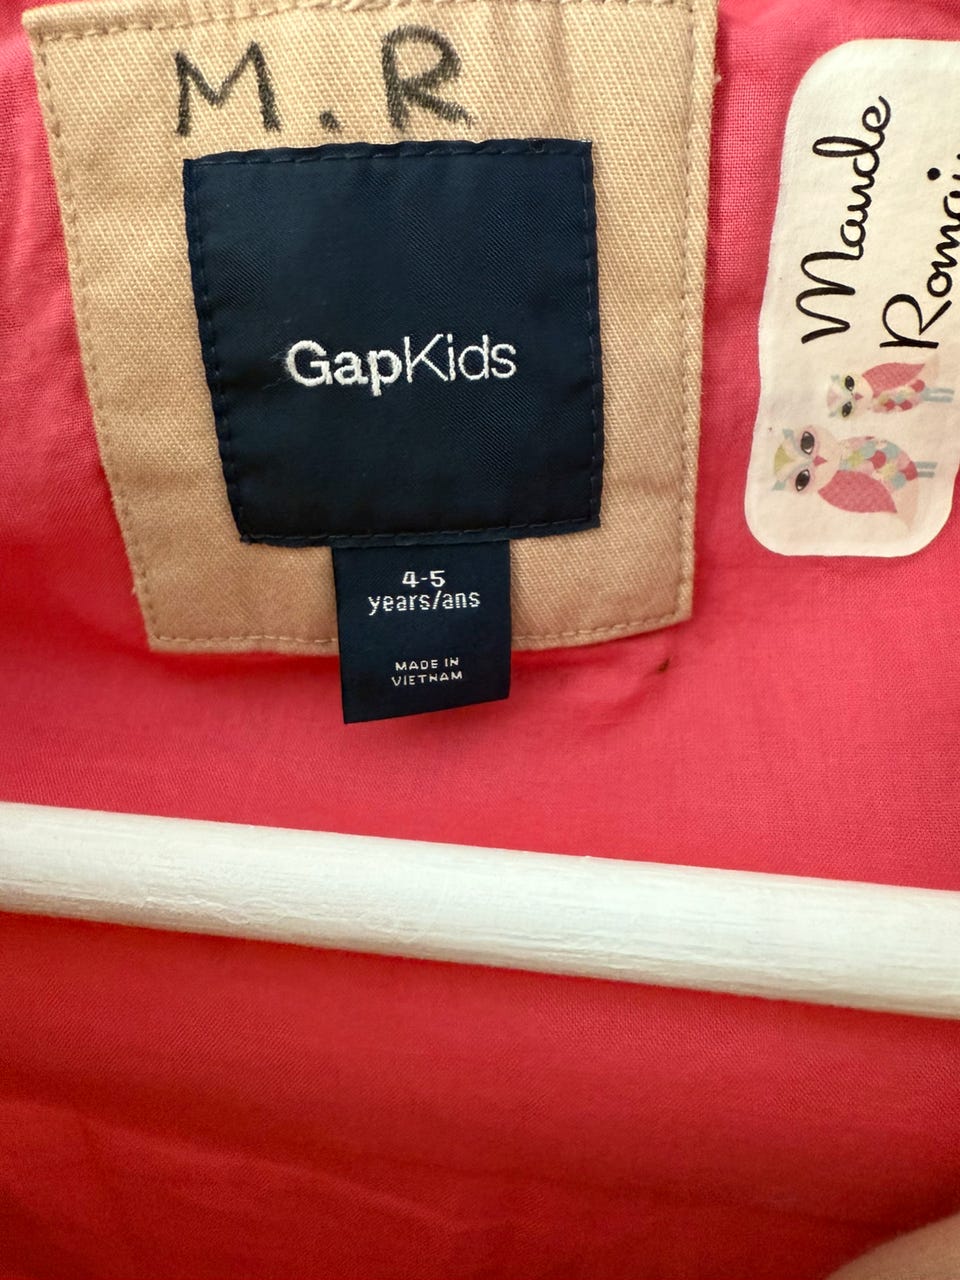 M.R
GapKids
4-5
years/ans
MADE IN
VIETNAM
Maude